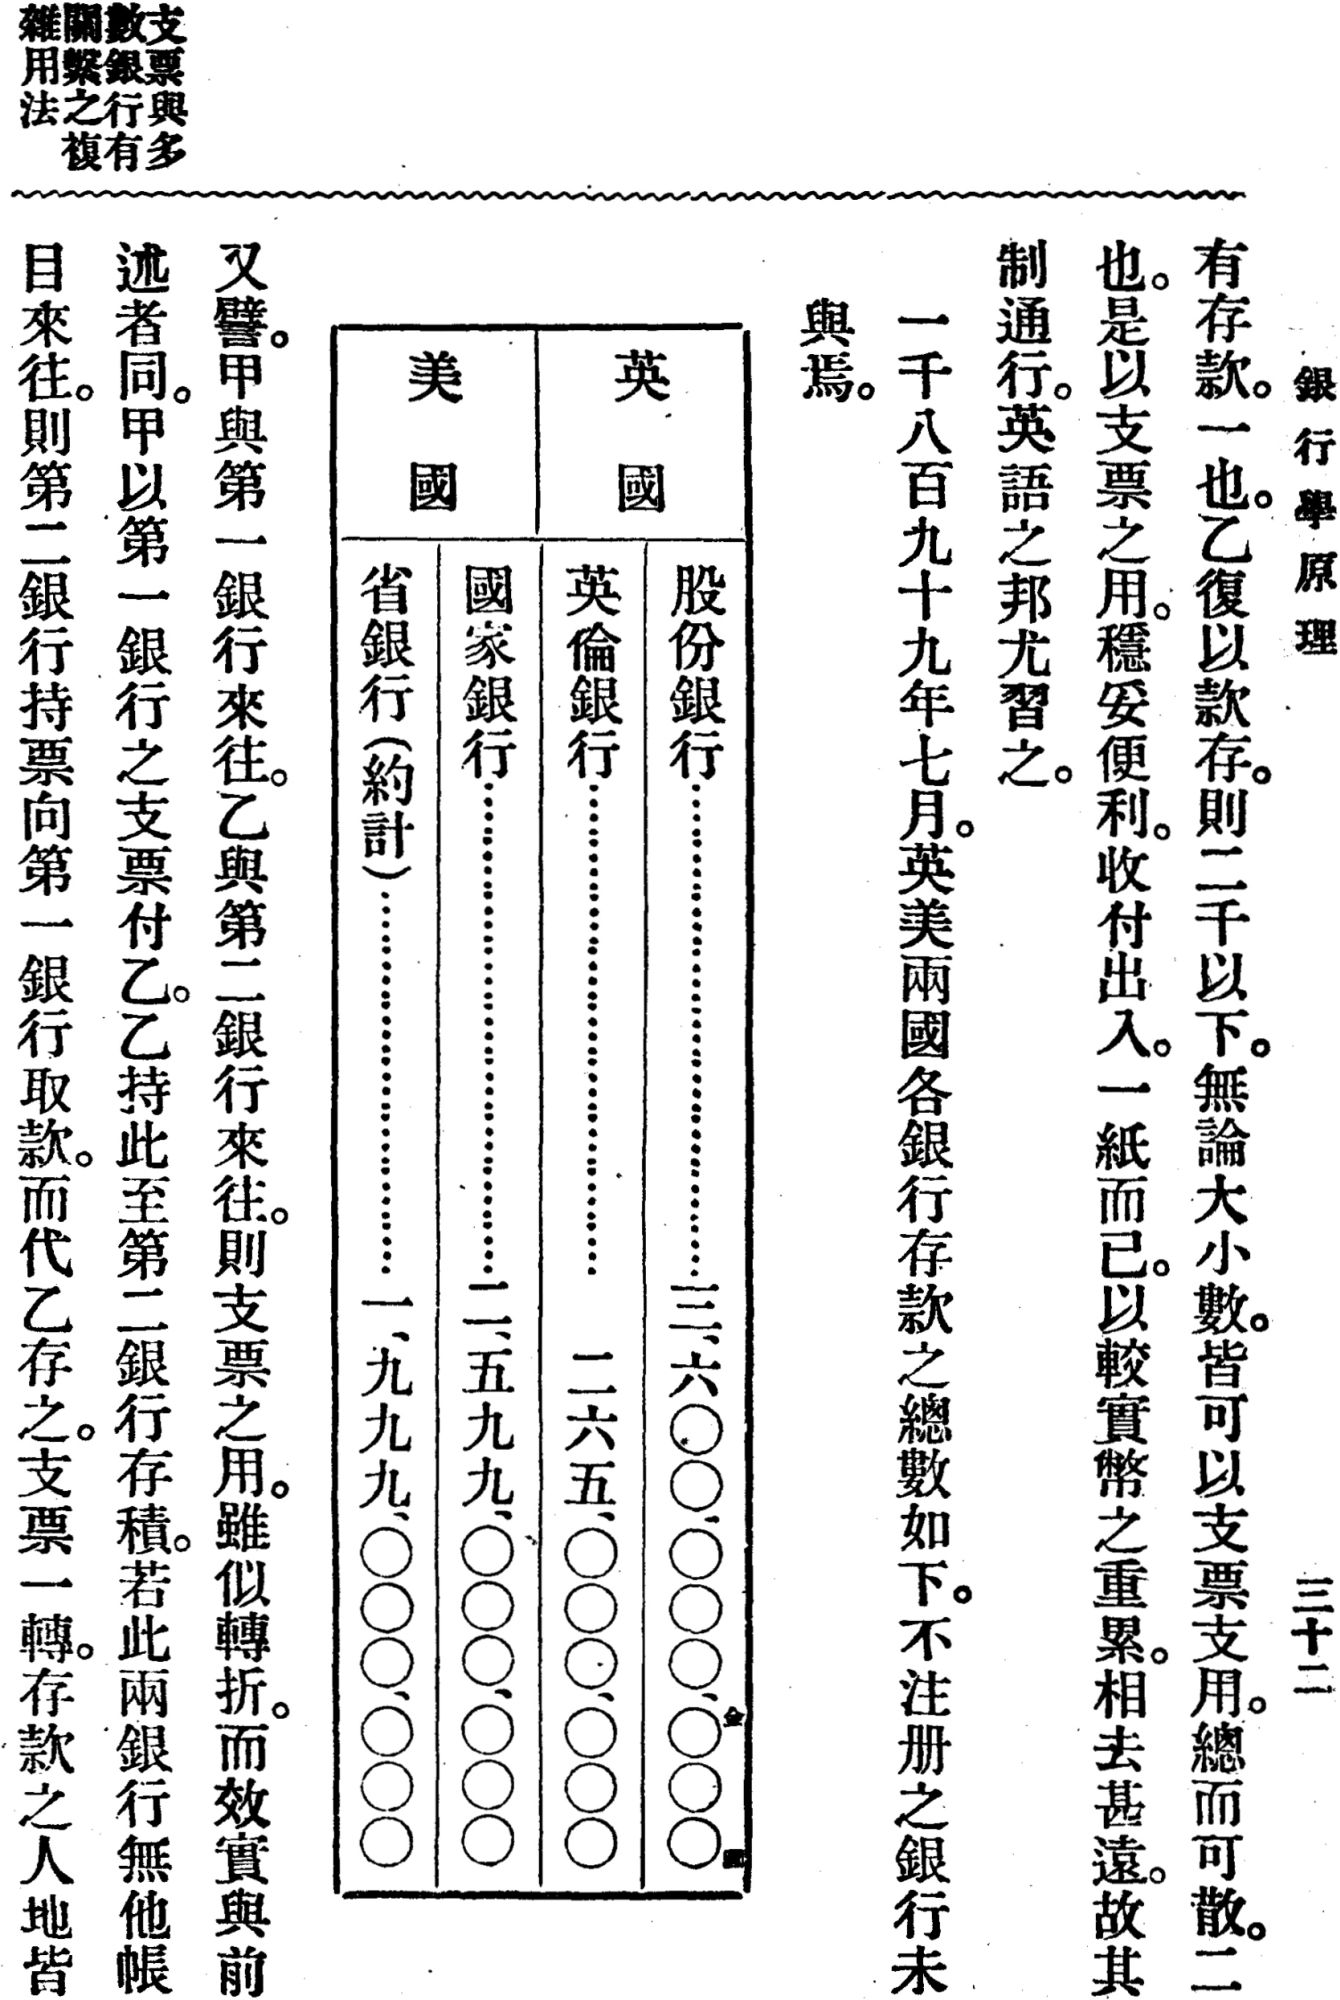 銀行學原理
三十二
有存款。一也。乙復以款存。則二千以下。無論大小數。皆可以支票支用。總而可散。二
也。是以支票之用。穩妥便利。收付出入。一紙而已。以較實幣之重累。相去甚遠。故其
制通行。英語之邦尤習之。
一千八百九十九年七月。英美兩國各銀行存款之總數如下。不注册之銀行未
與焉。
英國
股份銀行……三、六〇〇、〇〇〇、〇〇〇
金圓
英倫銀行……二六五、〇〇〇、〇〇〇
美國
國家銀行……二、五九九、〇〇〇、〇〇〇
省銀行(約計)……一、九九九、〇〇〇、〇〇〇
又譬。甲與第一銀行來往。乙與第二銀行來往。則支票之用。雖似轉折。而效實與前
述者同。甲以第一銀行之支票付乙。乙持此至第二銀行存積。若此兩銀行無他帳
目來往。則第二銀行持票向第一銀行取款。而代乙存之。支票一轉。存款之人地皆
支票與多
數銀行有
關繫之複
雜用法